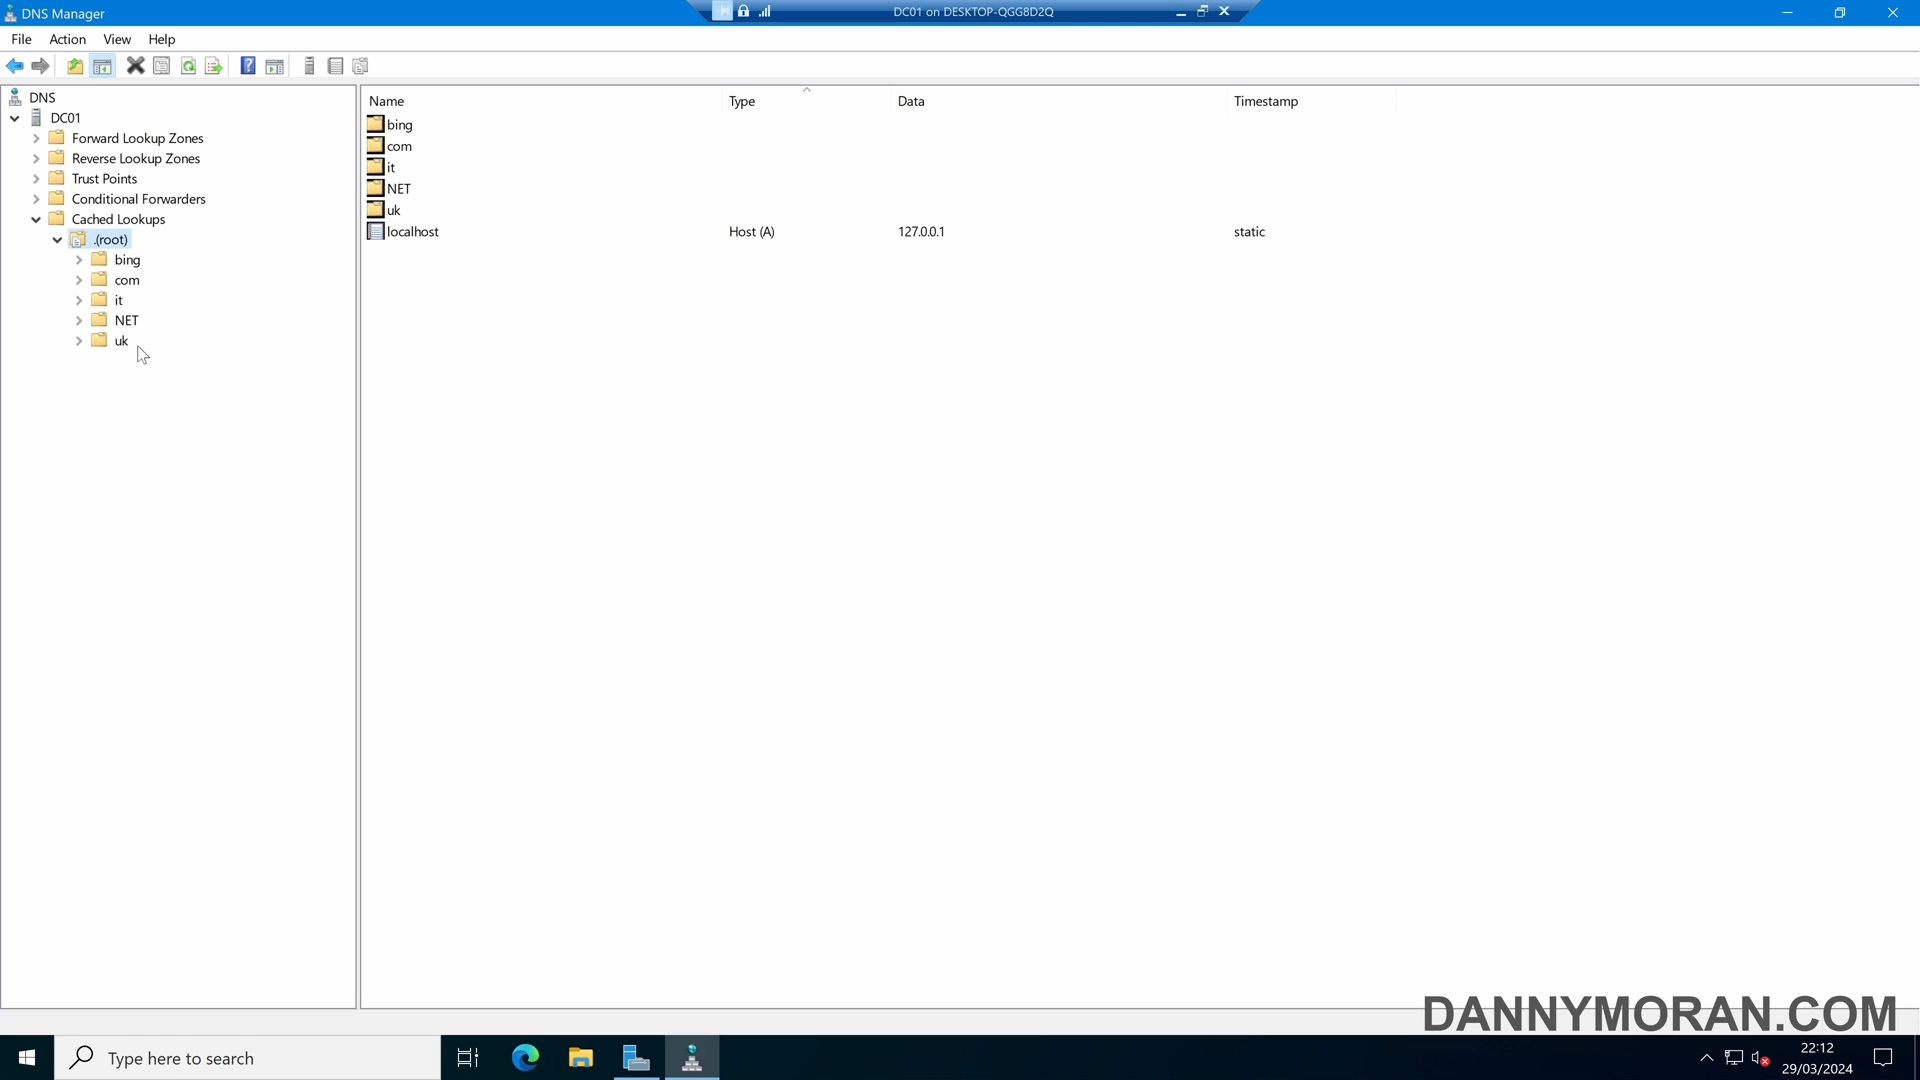 DNS Manager
DC01 on DESKTOP-QGG8D2Q
File Action View Help
DNS
DC01
Forward Lookup Zones
Reverse Lookup Zones
Trust Points
Conditional Forwarders
Cached Lookups
.(root)
bing
com
it
NET
uk
Name Type Data Timestamp
bing
com
it
NET
uk
localhost Host (A) 127.0.0.1 static
DANNYMORAN.COM
Type here to search
22:12
29/03/2024